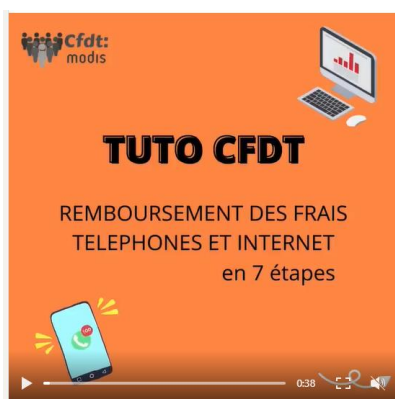 Cfdt:
modis
TUTO CFDT
REMBOURSEMENT DES FRAIS
TELEPHONES ET INTERNET
en 7 étapes
0:38